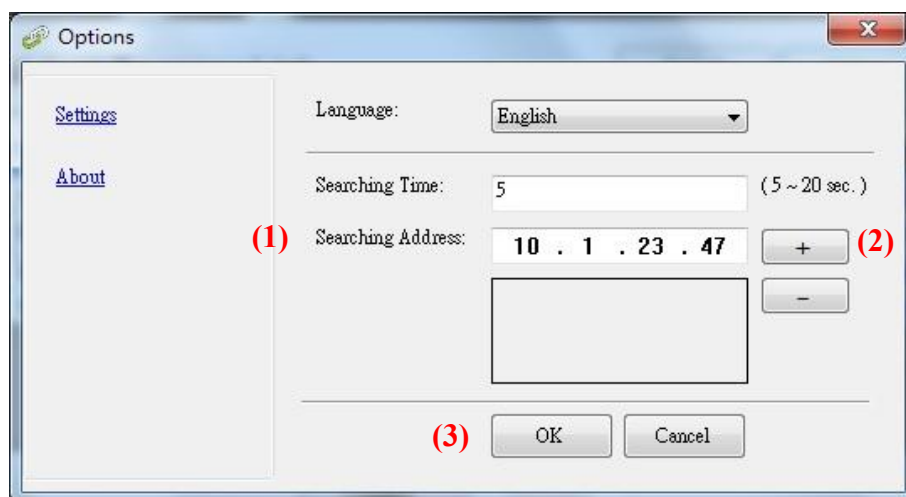 Options
Settings
About
Language:
English
Searching Time:
5
( 5 ~ 20 sec. )
(1)
Searching Address:
10 . 1 . 23 . 47
+
(2)
-
(3)
OK
Cancel